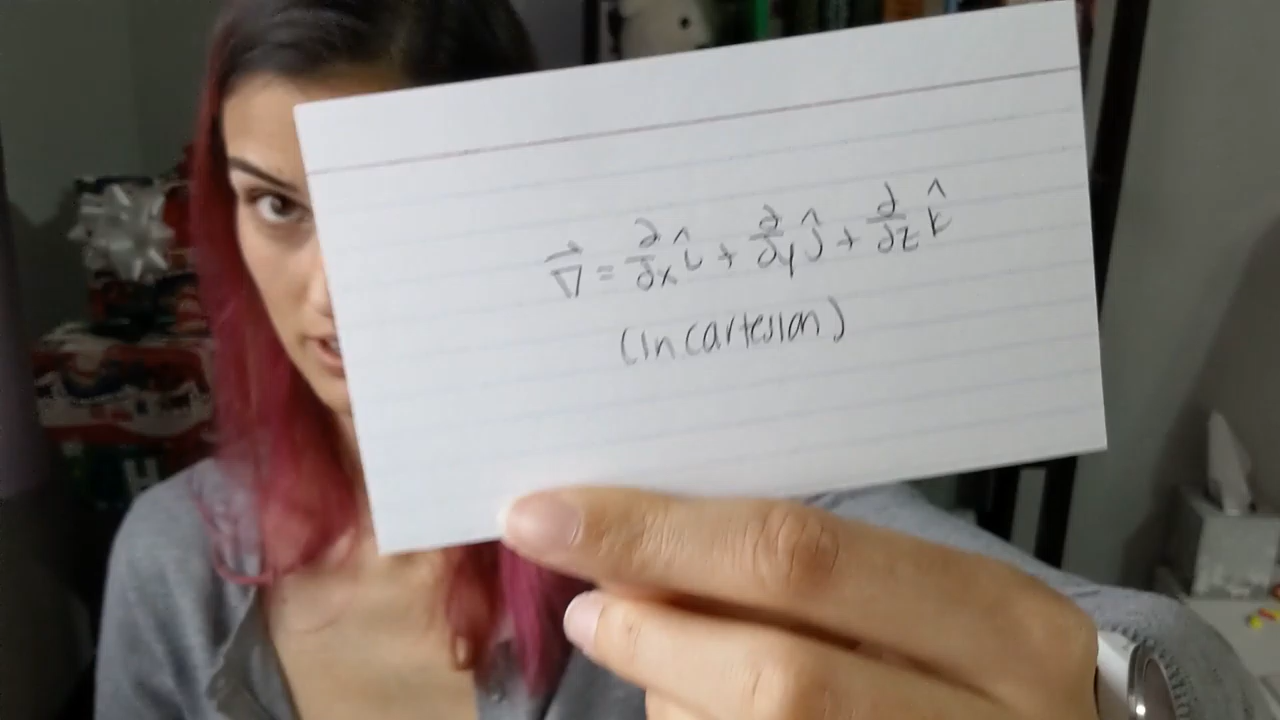 ∇⃗ = ∂/∂x î + ∂/∂y ĵ + ∂/∂z k̂
(in cartesian)